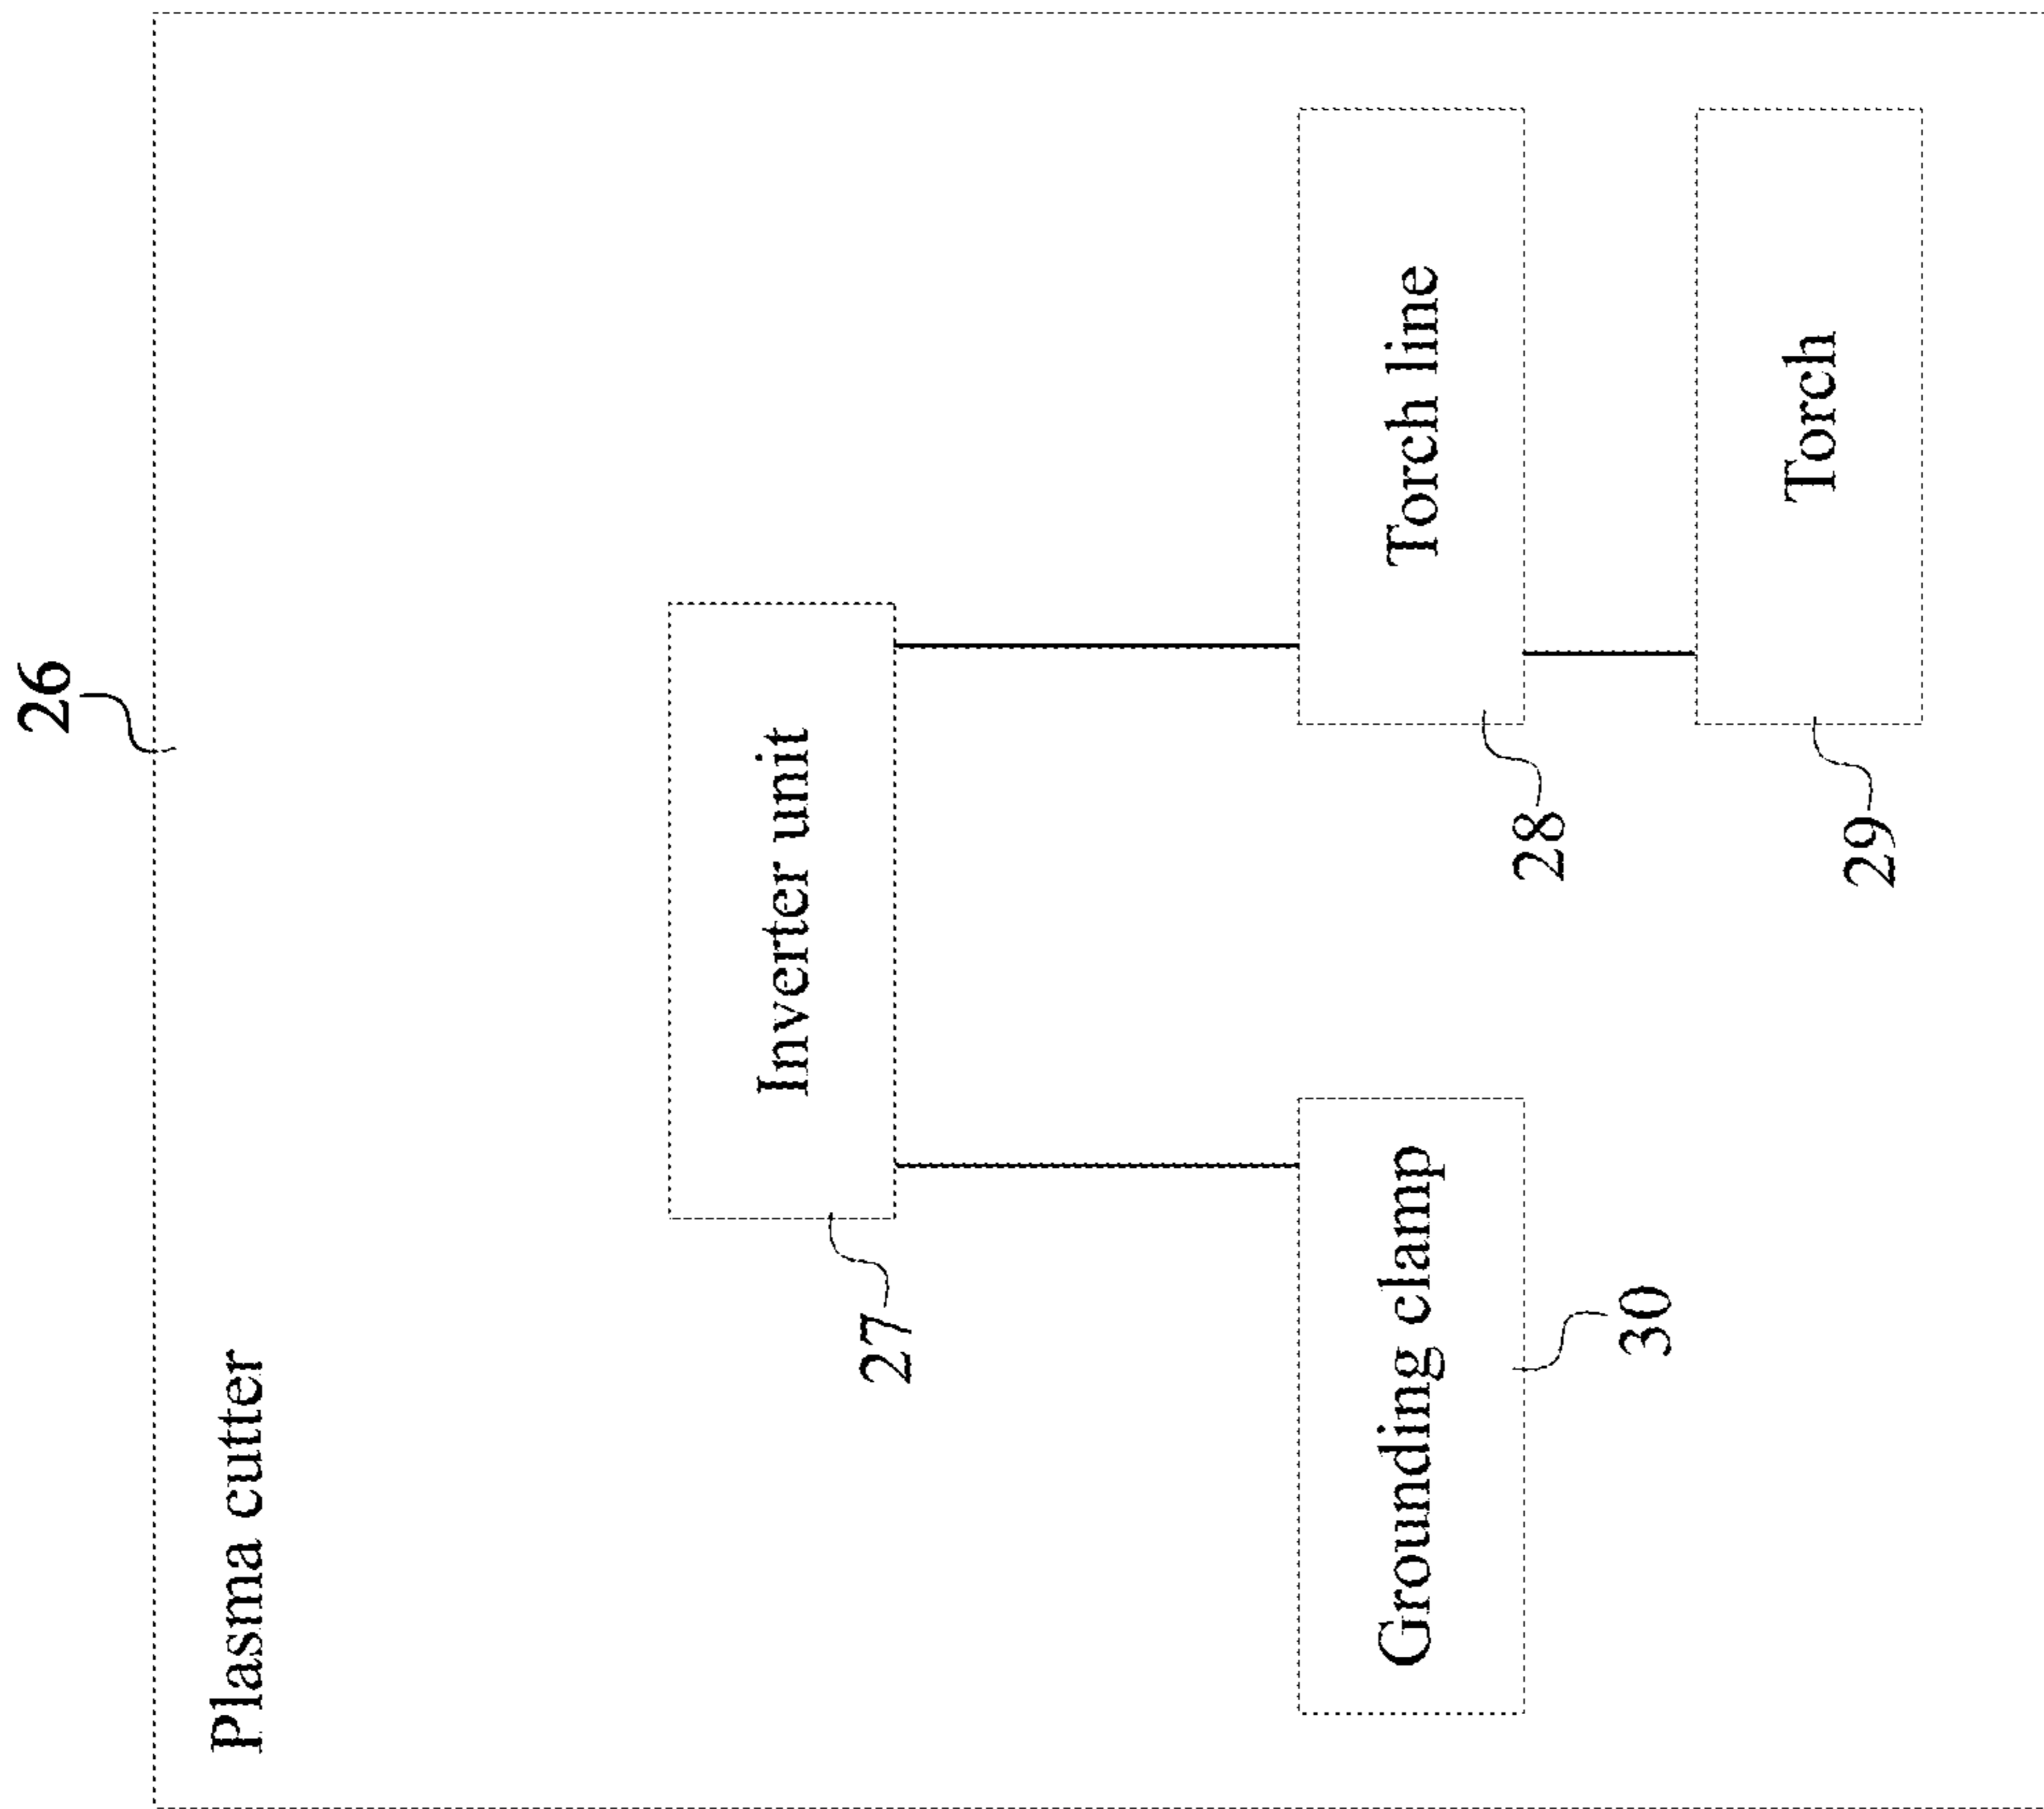 26
Plasma cutter
Inverter unit
27
Grounding clamp
30
Torch line
28
Torch
29